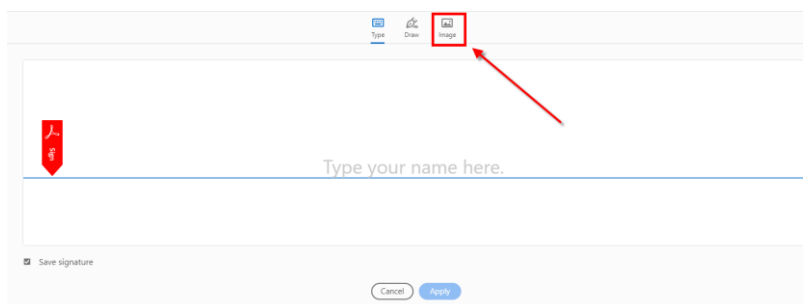 Type Draw Image
Sign
Type your name here.
Save signature
Cancel Apply